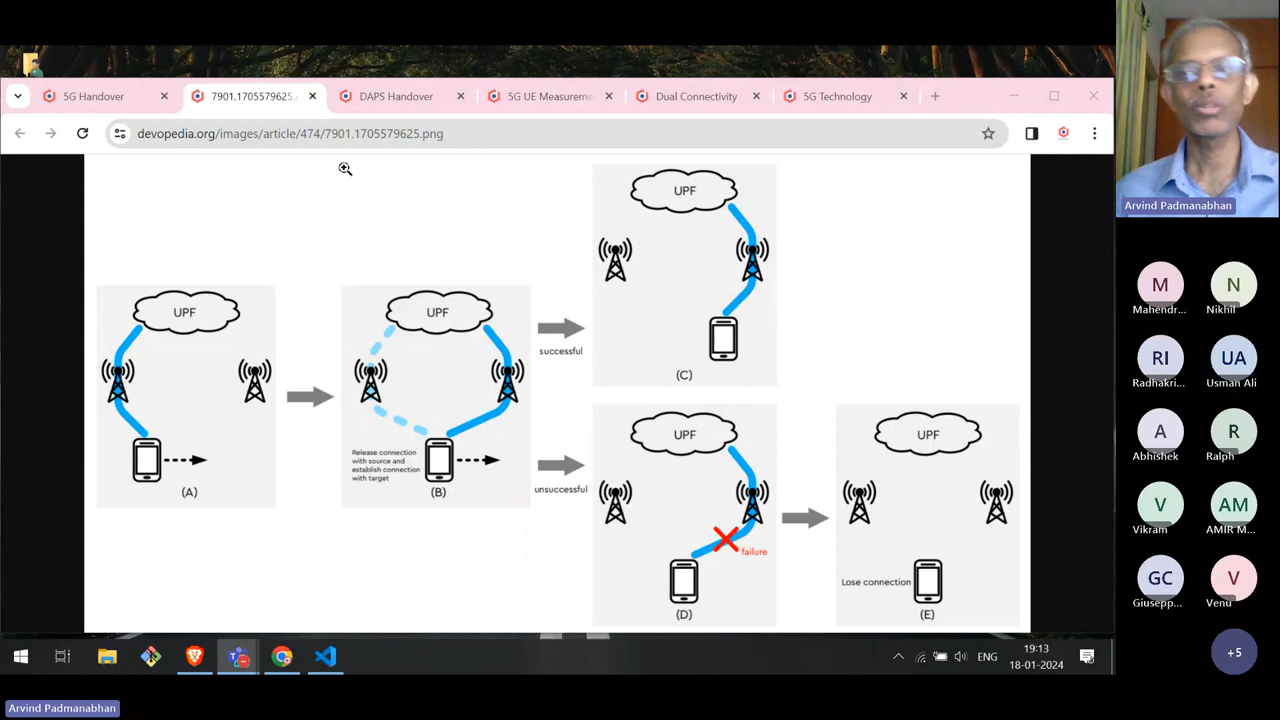 5G Handover
7901.1705579625.
DAPS Handover
5G UE Measurem
Dual Connectivity
5G Technology
devopedia.org/images/article/474/7901.1705579625.png
UPF
(A)
UPF
Release connection
with source and
establish connection
with target
(B)
successful
unsuccessful
UPF
(C)
UPF
failure
(D)
UPF
Lose connection
(E)
ENG
19:13
18-01-2024
Arvind Padmanabhan
Arvind Padmanabhan
M
Mahendr...
N
Nikhil
RI
Radhakri...
UA
Usman Ali
A
Abhishek
R
Ralph
V
Vikram
AM
AMIR M...
GC
Giusepp...
V
Venu
+5